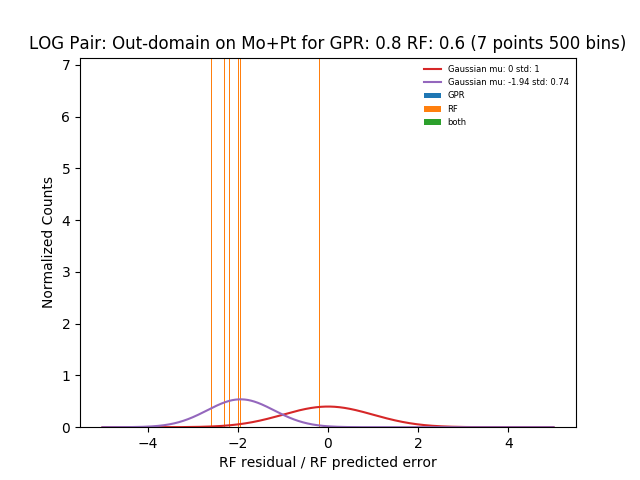 LOG Pair: Out-domain on Mo+Pt for GPR: 0.8 RF: 0.6 (7 points 500 bins)
Gaussian mu: 0 std: 1
Gaussian mu: -1.94 std: 0.74
GPR
RF
both
Normalized Counts
7
6
5
4
3
2
1
0
−4 −2 0 2 4
RF residual / RF predicted error